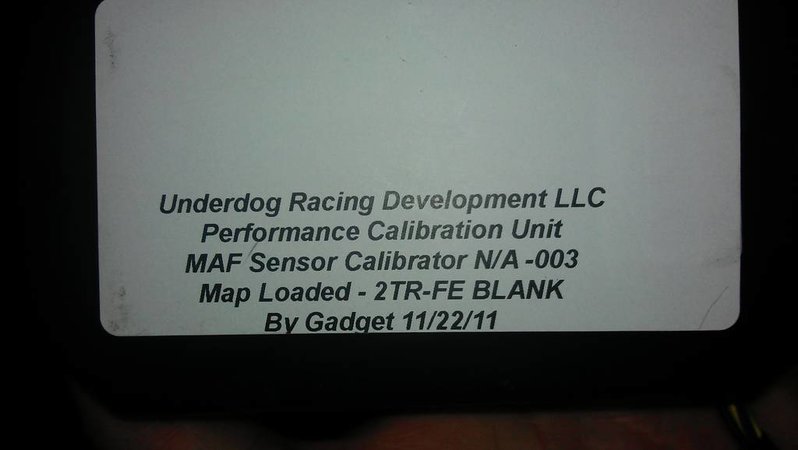 Underdog Racing Development LLC
Performance Calibration Unit
MAF Sensor Calibrator N/A -003
Map Loaded - 2TR-FE BLANK
By Gadget 11/22/11